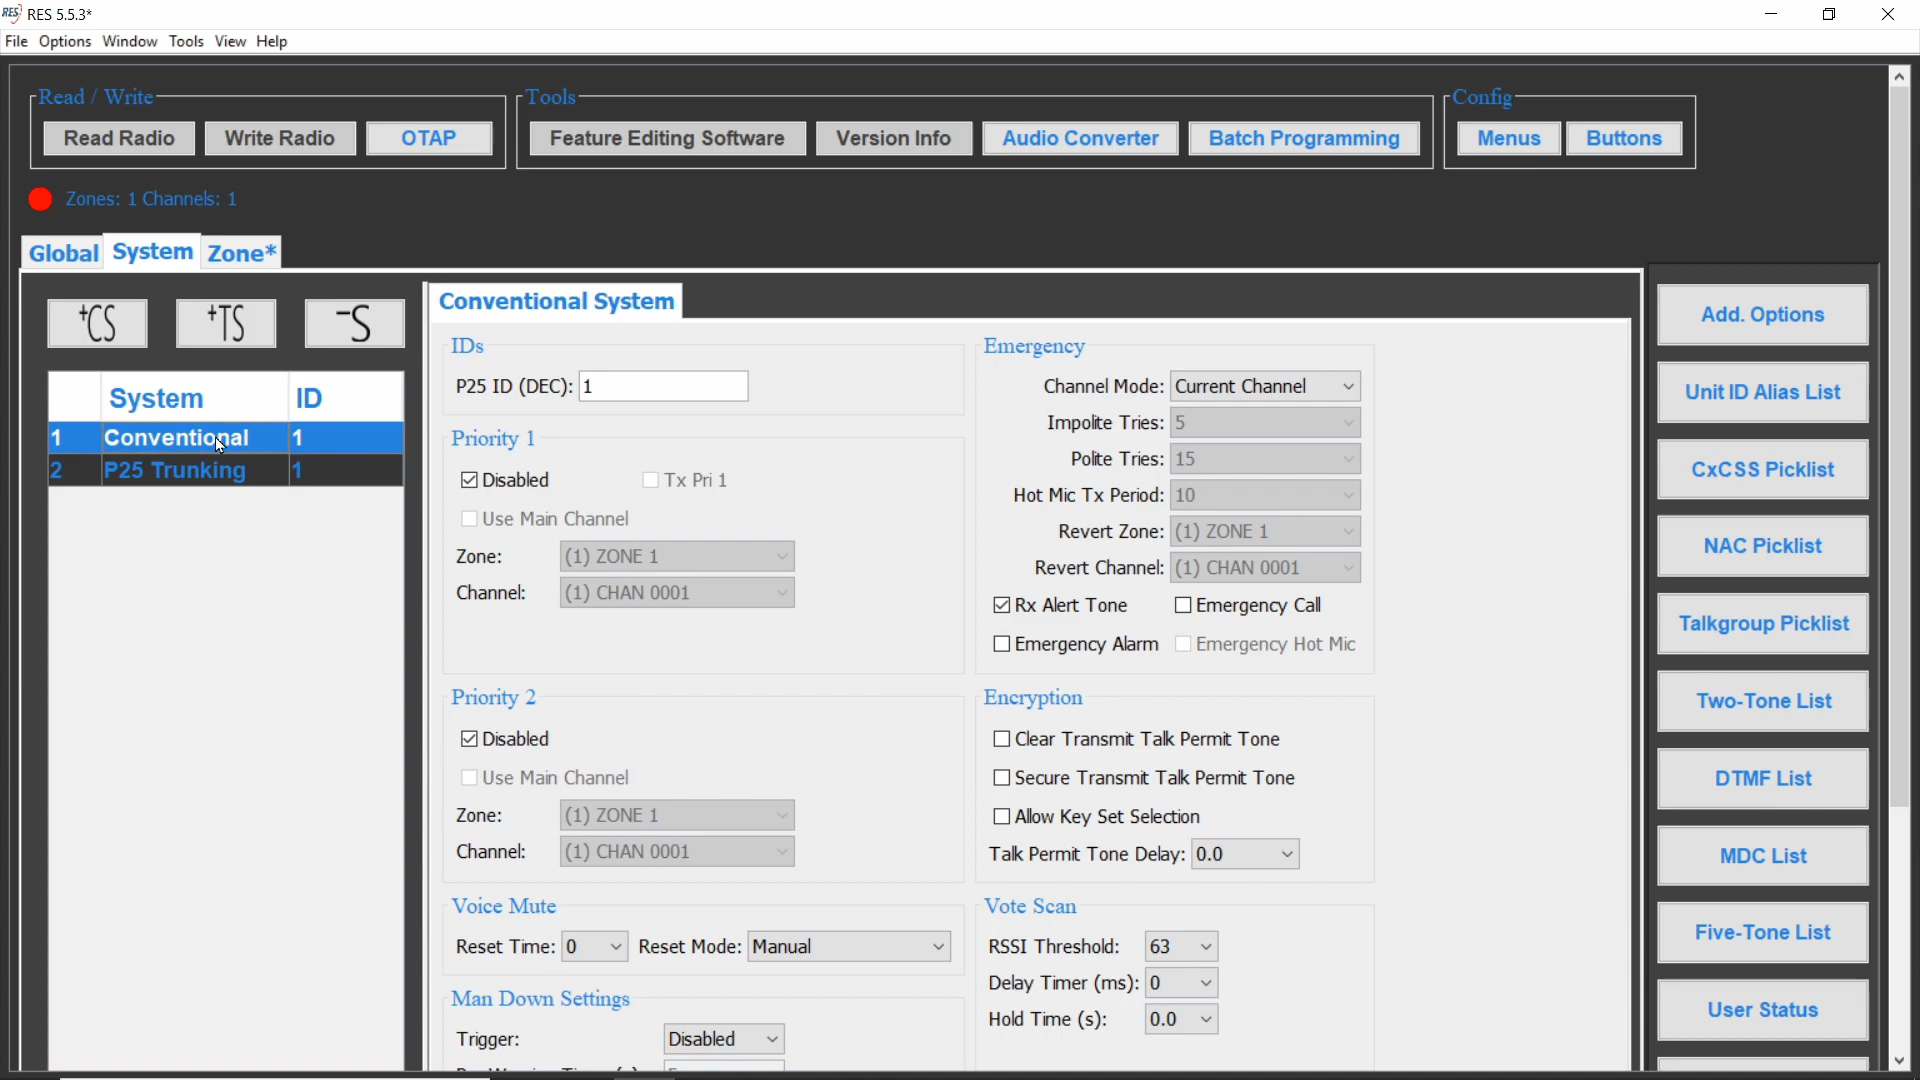 RES 5.5.3*
File Options Window Tools View Help
Read / Write
Read Radio Write Radio OTAP
Tools
Feature Editing Software Version Info Audio Converter Batch Programming
Config
Menus Buttons
Zones: 1 Channels: 1
Global System Zone*
+CS +TS -S
System ID
1 Conventional 1
2 P25 Trunking 1
Conventional System
IDs
P25 ID (DEC): 1
Priority 1
Disabled Tx Pri 1
Use Main Channel
Zone: (1) ZONE 1
Channel: (1) CHAN 0001
Priority 2
Disabled
Use Main Channel
Zone: (1) ZONE 1
Channel: (1) CHAN 0001
Voice Mute
Reset Time: 0 Reset Mode: Manual
Man Down Settings
Trigger: Disabled
Emergency
Channel Mode: Current Channel
Impolite Tries: 5
Polite Tries: 15
Hot Mic Tx Period: 10
Revert Zone: (1) ZONE 1
Revert Channel: (1) CHAN 0001
Rx Alert Tone Emergency Call
Emergency Alarm Emergency Hot Mic
Encryption
Clear Transmit Talk Permit Tone
Secure Transmit Talk Permit Tone
Allow Key Set Selection
Talk Permit Tone Delay: 0.0
Vote Scan
RSSI Threshold: 63
Delay Timer (ms): 0
Hold Time (s): 0.0
Add. Options
Unit ID Alias List
CxCSS Picklist
NAC Picklist
Talkgroup Picklist
Two-Tone List
DTMF List
MDC List
Five-Tone List
User Status